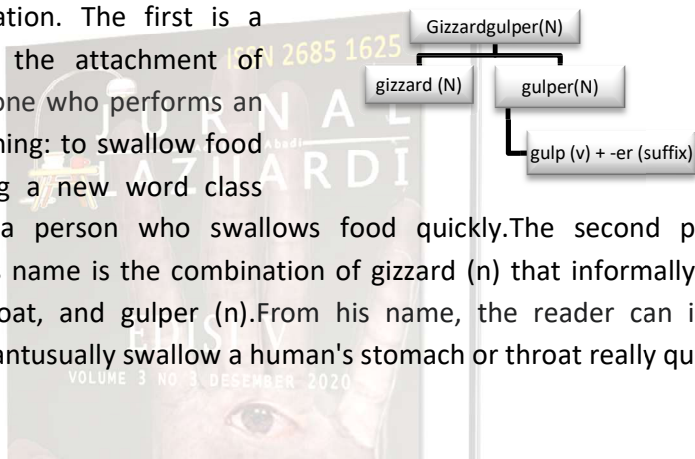 ation. The first is a
the attachment of
one who performs an
ning: to swallow food
g a new word class
Gizzardgulper(N)
gizzard (N)
gulper(N)
gulp (v) + -er (suffix)
a person who swallows food quickly.The second p
s name is the combination of gizzard (n) that informally
oat, and gulper (n).From his name, the reader can i
antusually swallow a human's stomach or throat really qu
ISSN 2685 1625
JURNAL
Abadi
LAZUARDI
EDISI V
VOLUME 3 NO 3 DESEMBER 2020